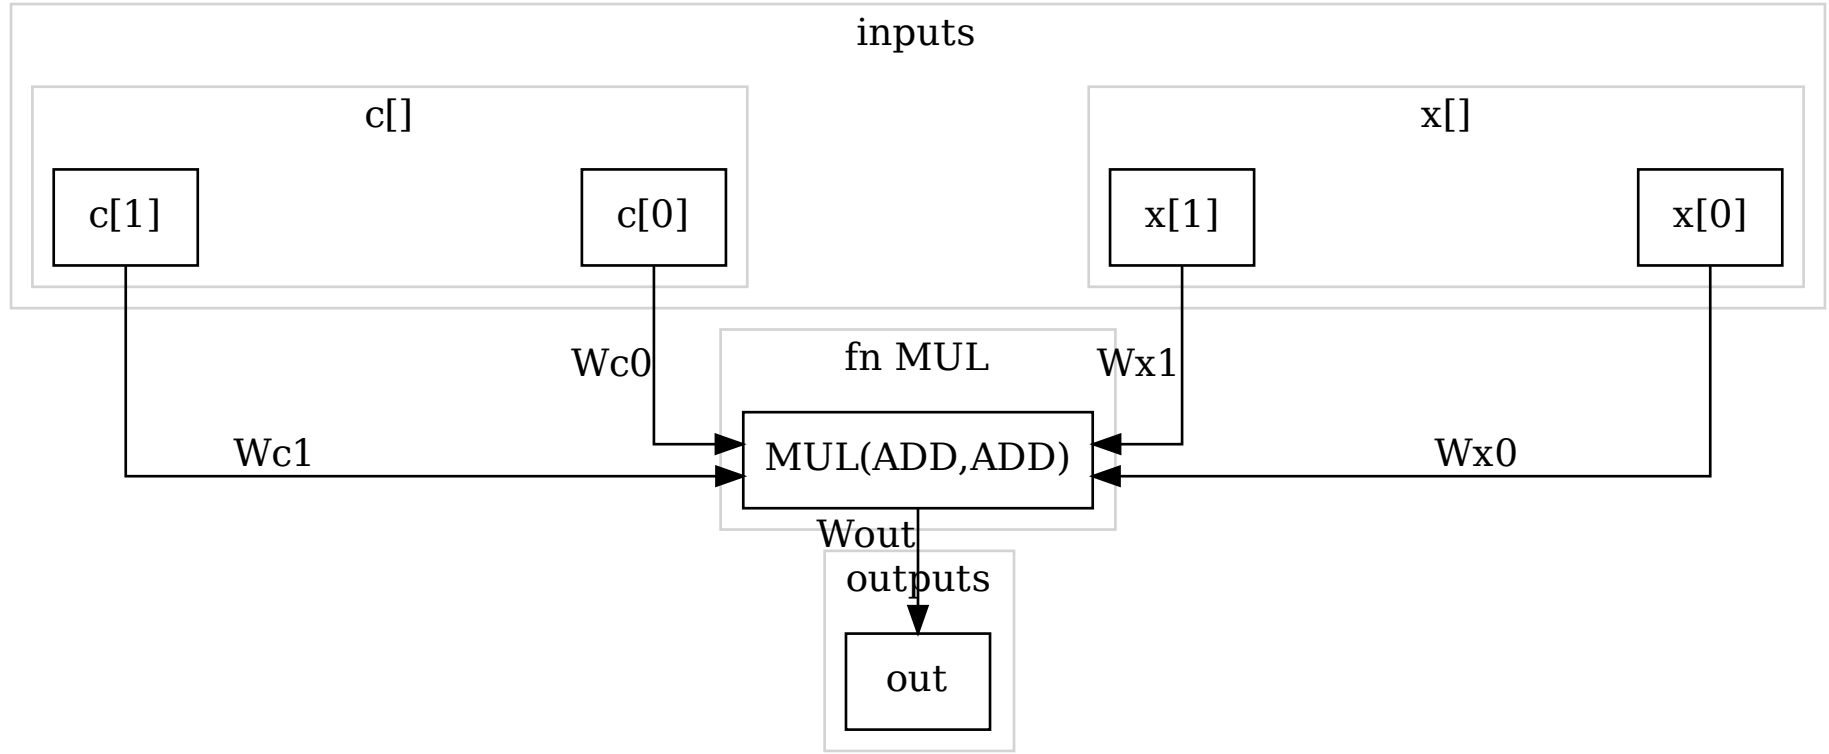 inputs
c[]
x[]
c[1]
c[0]
x[1]
x[0]
Wc0
fn MUL
Wx1
Wc1
MUL(ADD,ADD)
Wx0
Wout
outputs
out